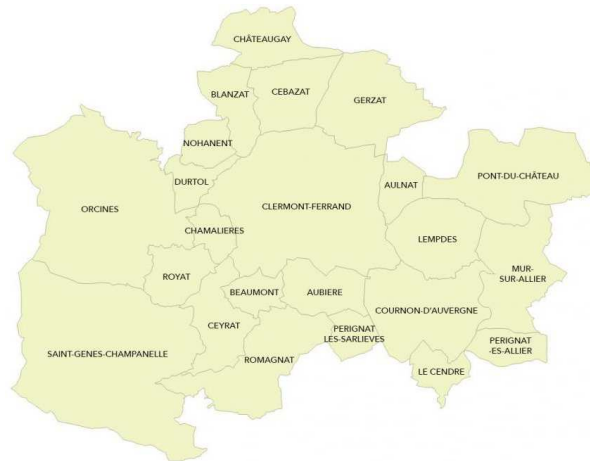 CHÂTEAUGAY
BLANZAT
CEBAZAT
GERZAT
NOHANENT
DURTOL
AULNAT
PONT-DU-CHÂTEAU
ORCINES
CLERMONT-FERRAND
CHAMALIERES
LEMPDES
ROYAT
MUR-
SUR-ALLIER
BEAUMONT
AUBIERE
COURNON-D'AUVERGNE
CEYRAT
PERIGNAT
LES-SARLIEVES
PERIGNAT
-ES-ALLIER
SAINT-GENES-CHAMPANELLE
ROMAGNAT
LE CENDRE